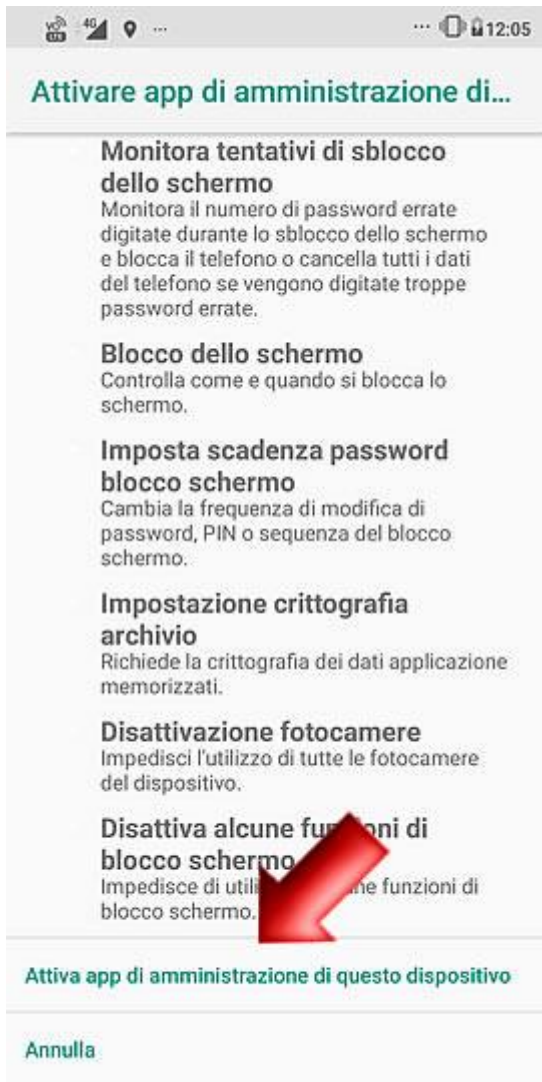 4G 12:05
Attivare app di amministrazione di...
Monitora tentativi di sblocco
dello schermo
Monitora il numero di password errate
digitate durante lo sblocco dello schermo
e blocca il telefono o cancella tutti i dati
del telefono se vengono digitate troppe
password errate.
Blocco dello schermo
Controlla come e quando si blocca lo
schermo.
Imposta scadenza password
blocco schermo
Cambia la frequenza di modifica di
password, PIN o sequenza del blocco
schermo.
Impostazione crittografia
archivio
Richiede la crittografia dei dati applicazione
memorizzati.
Disattivazione fotocamere
Impedisci l'utilizzo di tutte le fotocamere
del dispositivo.
Disattiva alcune di
blocco schermo
Impedisce di funzioni di
blocco schermo.
Attiva app di amministrazione di questo dispositivo
Annulla